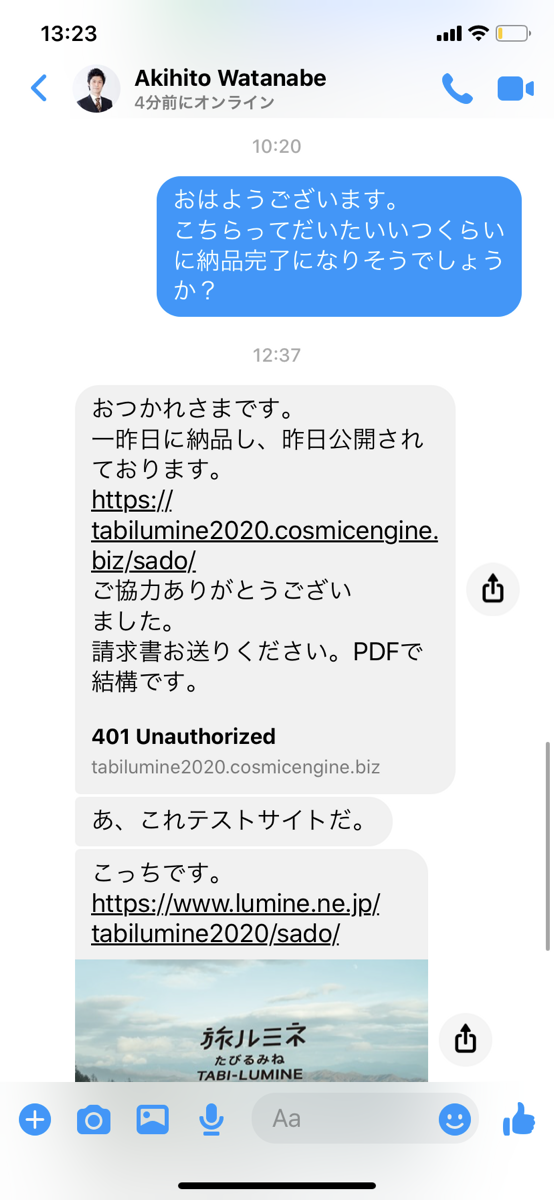 13:23
Akihito Watanabe
4分前にオンライン
10:20
おはようございます。
こちらってだいたいいつくらい
に納品完了になりそうでしょう
か？
12:37
おつかれさまです。
一昨日に納品し、昨日公開され
ております。
https://
tabilumine2020.cosmicengine.
biz/sado/
ご協力ありがとうござい
ました。
請求書お送りください。PDFで
結構です。
401 Unauthorized
tabilumine2020.cosmicengine.biz
あ、これテストサイトだ。
こっちです。
https://www.lumine.ne.jp/
tabilumine2020/sado/
旅ルミネ
たびるみね
TABI-LUMINE
Aa